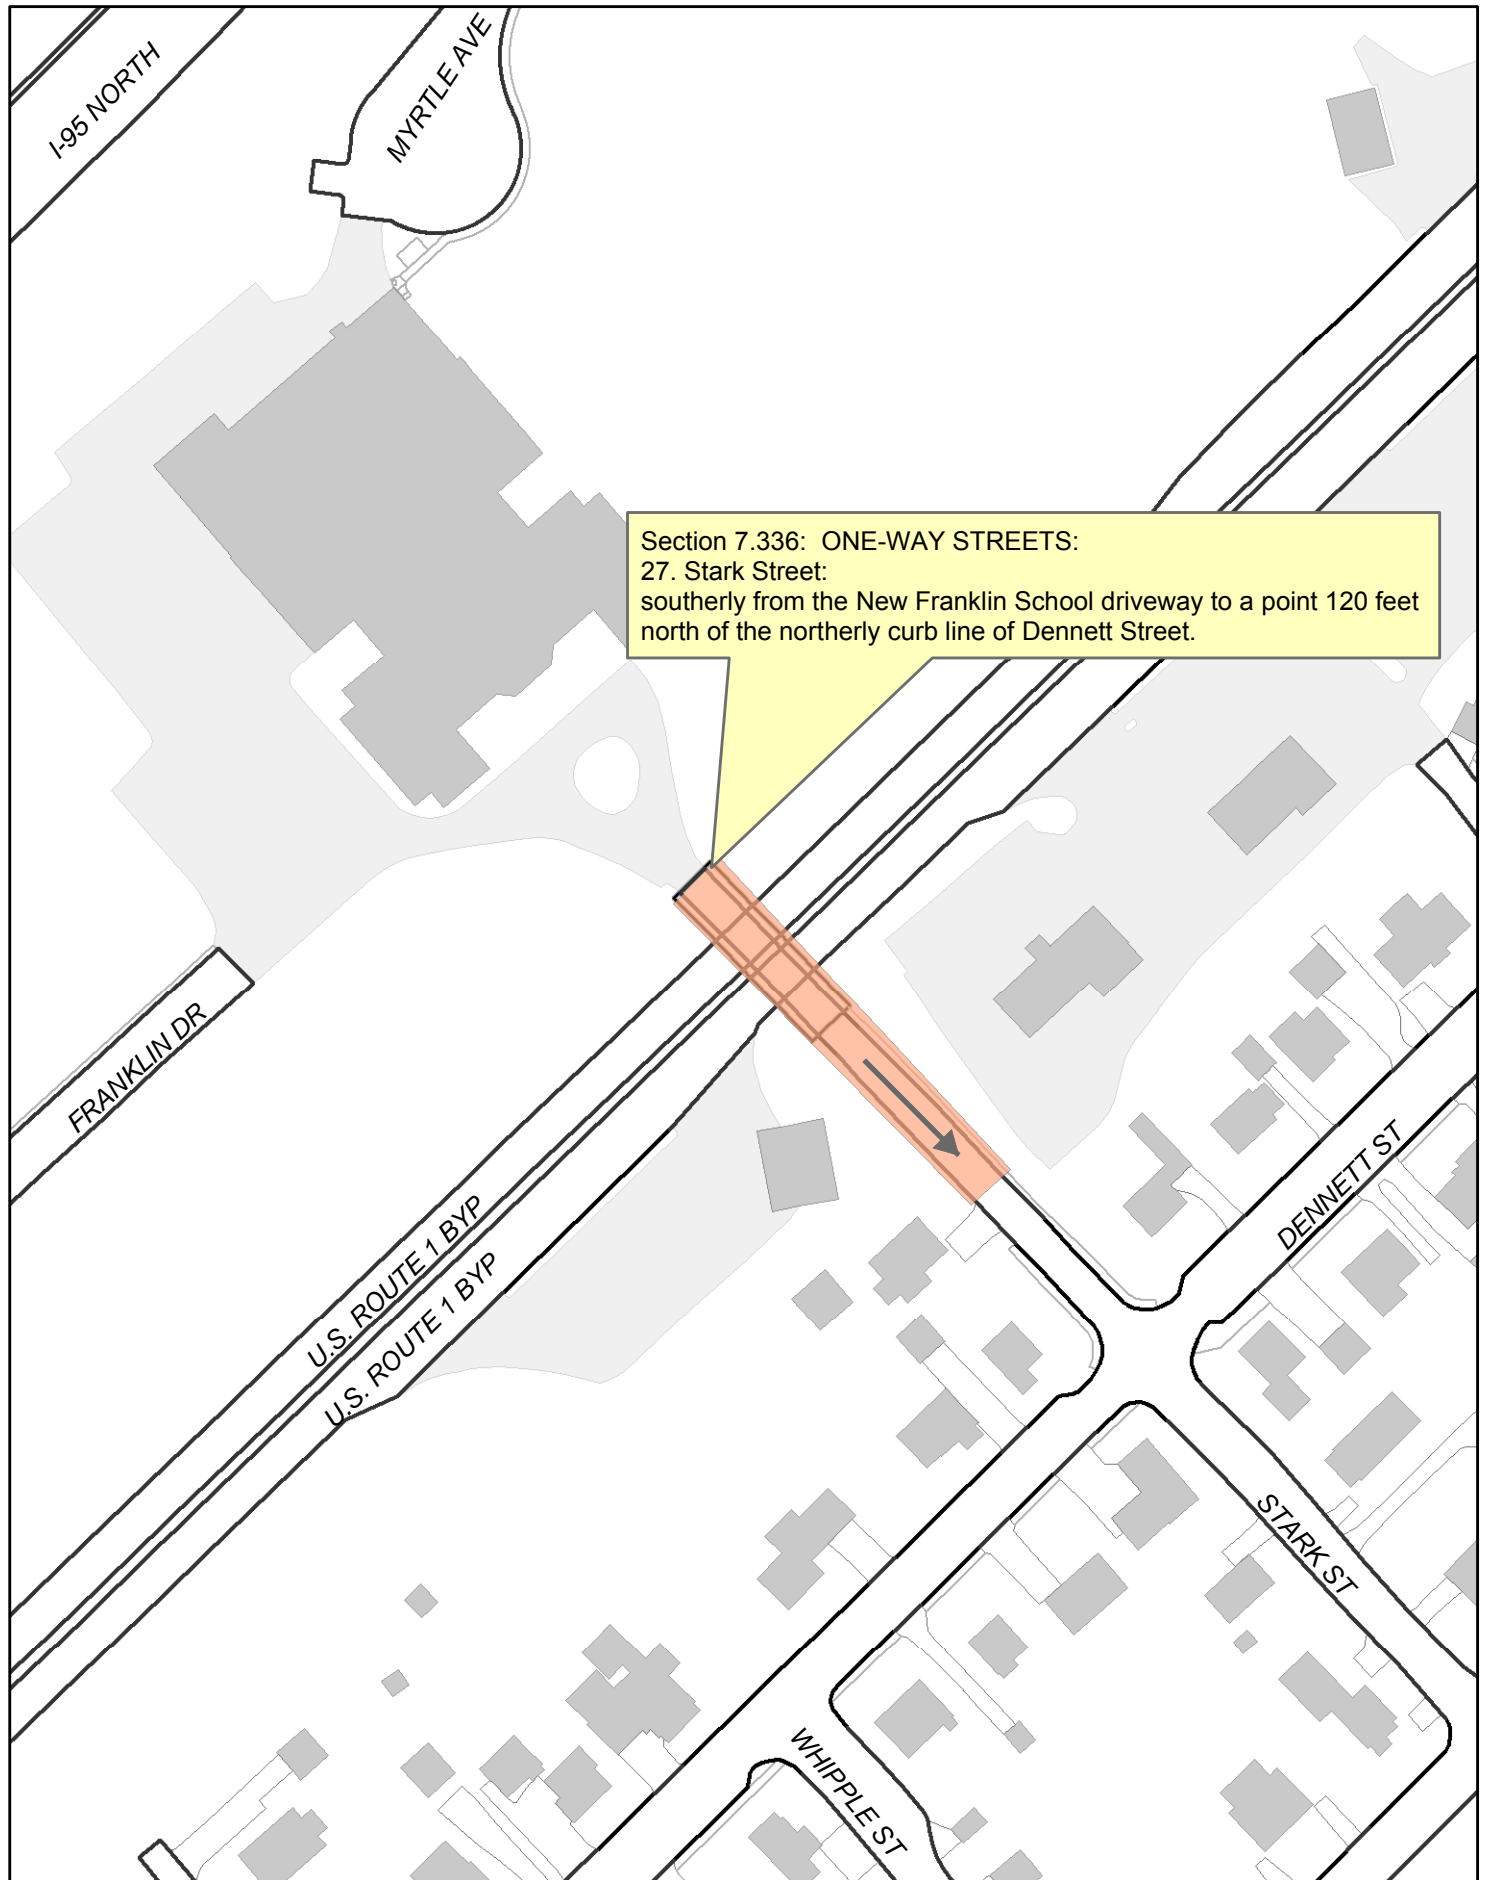 I-95 NORTH
MYRTLE AVE
Section 7.336:  ONE-WAY STREETS:
27. Stark Street:
southerly from the New Franklin School driveway to a point 120 feet
north of the northerly curb line of Dennett Street.
FRANKLIN DR
DENNETT ST
U.S. ROUTE 1 BYP
U.S. ROUTE 1 BYP
STARK ST
WHIPPLE ST